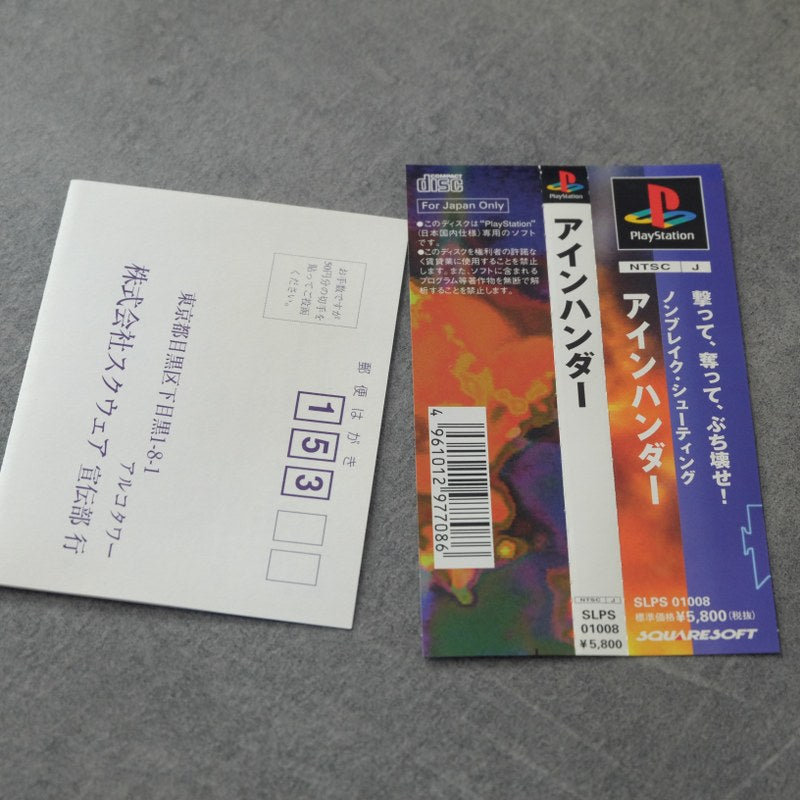 お手数ですが
50円分の切手を
貼ってご投函
ください。
郵便はがき
153
東京都目黒区下目黒1-8-1
アルコタワー
株式会社スクウェア 宣伝部 行
COMPACT
disc
For Japan Only
●このディスクは"PlayStation"
(日本国内仕様)専用のソフト
です。
●このディスクを権利者の許諾な
く賃貸業に使用することを禁止
します。また、ソフトに含まれる
プログラム等著作物を無断で解
析することを禁止します。
4961012977086
PlayStation
アインハンダー
NTSC J
SLPS
01008
¥5,800
PlayStation
NTSC J
撃って、奪って、ぶち壊せ!
ノンブレイク・シューティング
アインハンダー
SLPS 01008
標準価格¥5,800(税抜)
SQUARESOFT